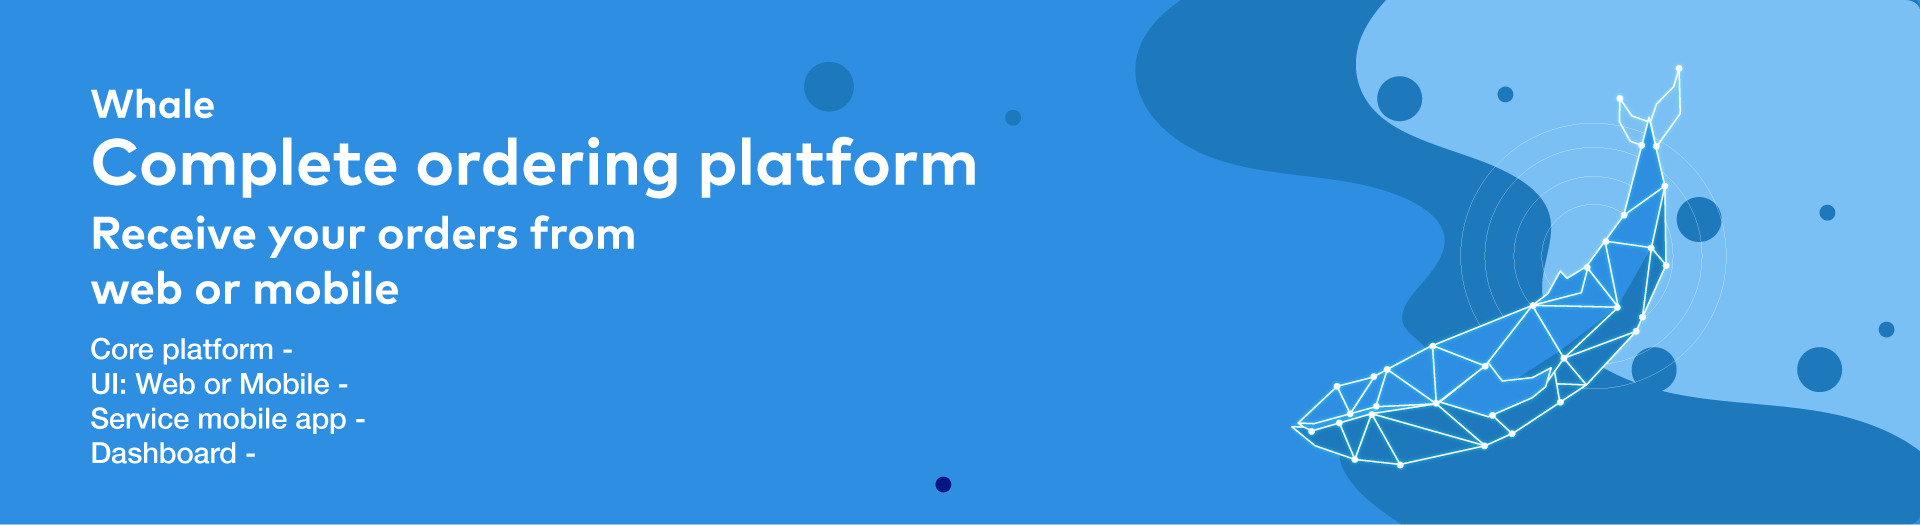 Whale
Complete ordering platform
Receive your orders from
web or mobile
Core platform -
UI: Web or Mobile -
Service mobile app -
Dashboard -